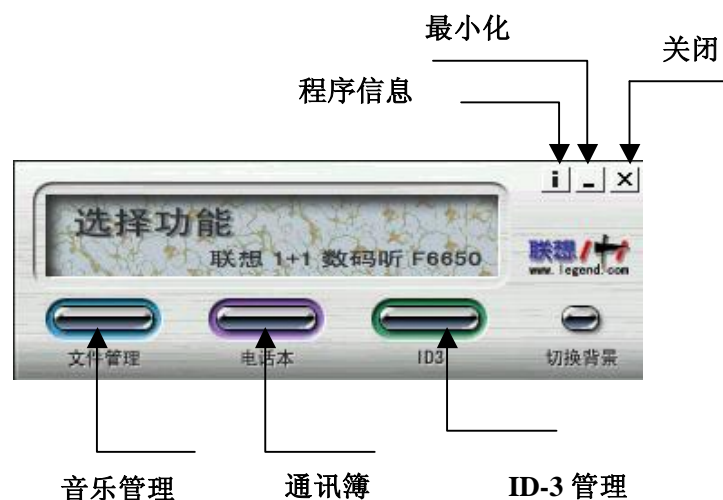 最小化
关闭
程序信息
i _ ×
选择功能
联想 1+1 数码听 F6650
联想 1+1
www.legend.com
文件管理 电话本 ID3 切换背景
音乐管理 通讯簿 ID-3 管理